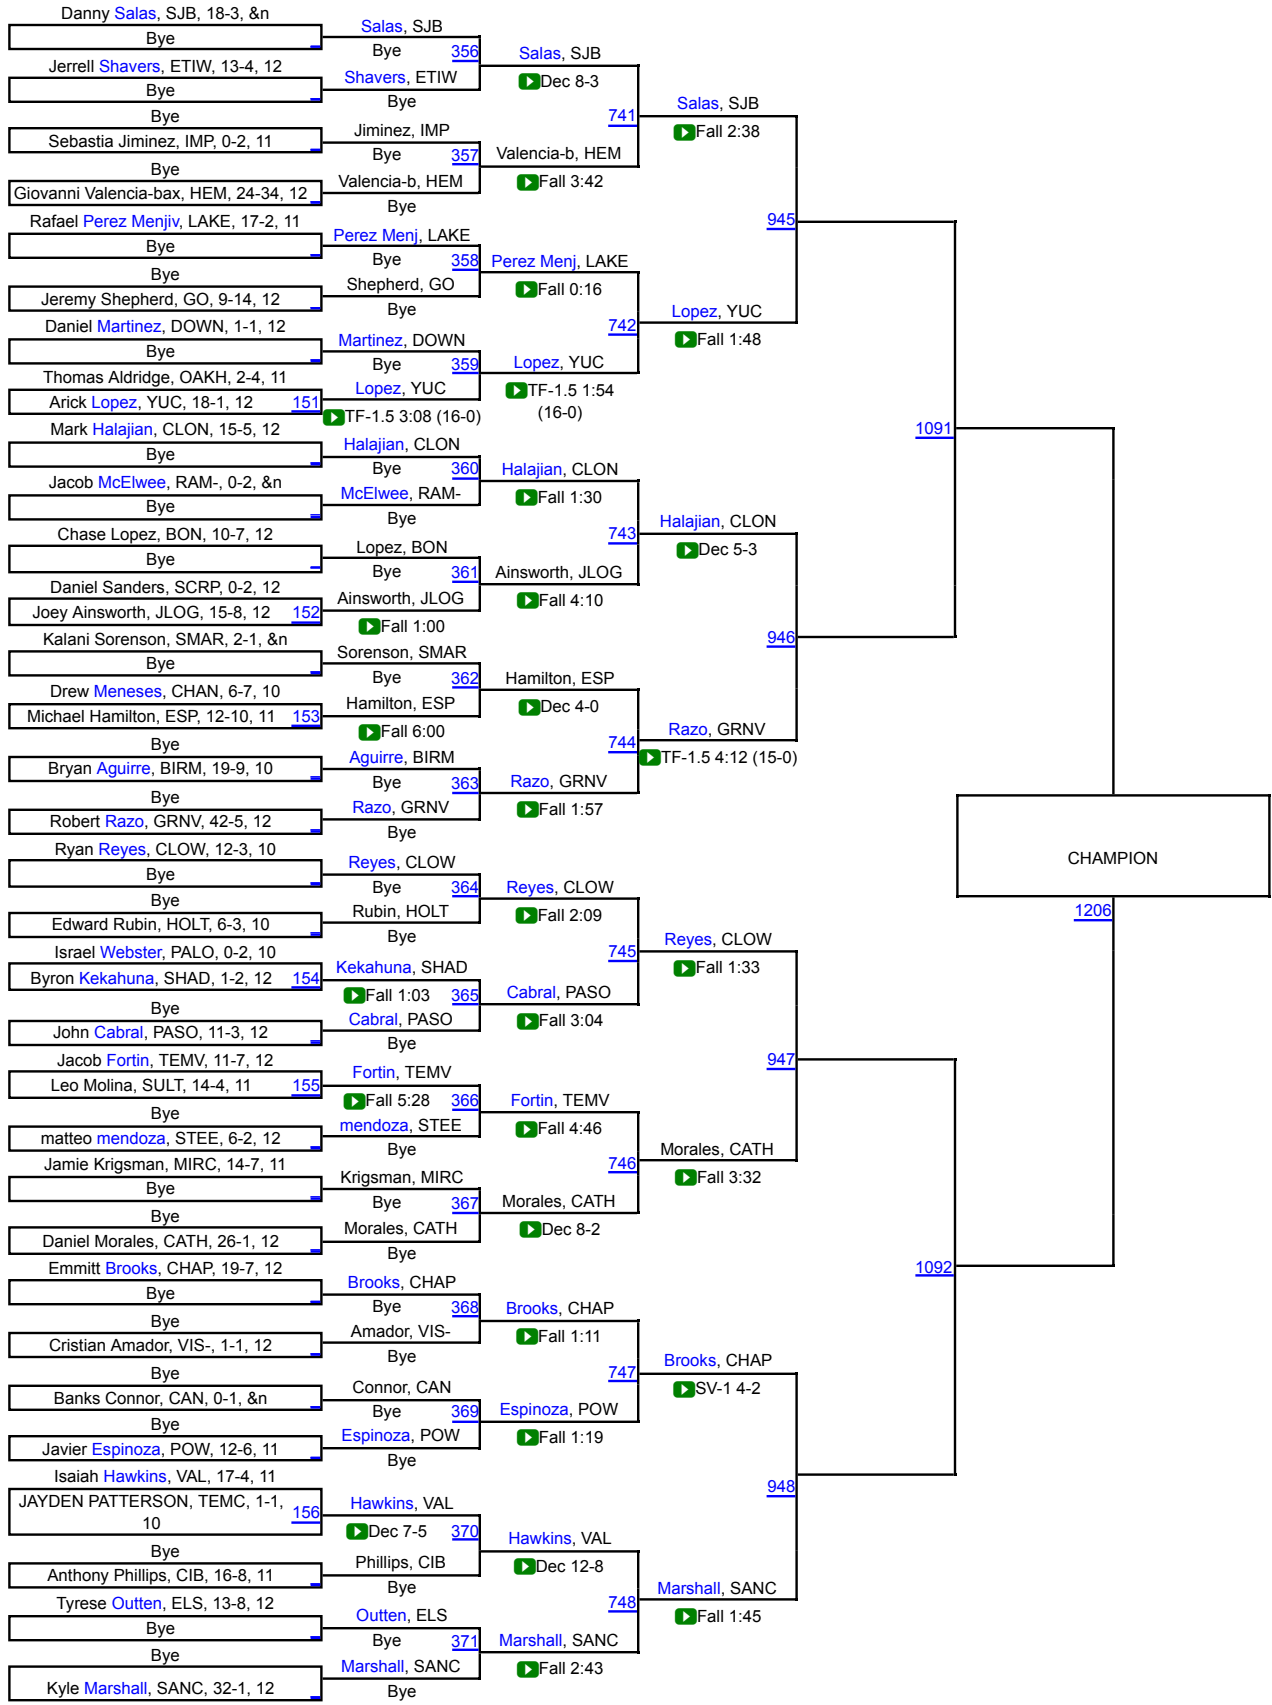 Danny Salas, SJB, 18-3, &n
Bye
Jerrell Shavers, ETIW, 13-4, 12
Bye
Bye
Sebastia Jiminez, IMP, 0-2, 11
Bye
Giovanni Valencia-bax, HEM, 24-34, 12
Rafael Perez Menjiv, LAKE, 17-2, 11
Bye
Bye
Jeremy Shepherd, GO, 9-14, 12
Daniel Martinez, DOWN, 1-1, 12
Bye
Thomas Aldridge, OAKH, 2-4, 11
Arick Lopez, YUC, 18-1, 12 151
Mark Halajian, CLON, 15-5, 12
Bye
Jacob McElwee, RAM-, 0-2, &n
Bye
Chase Lopez, BON, 10-7, 12
Bye
Daniel Sanders, SCRP, 0-2, 12
Joey Ainsworth, JLOG, 15-8, 12 152
Kalani Sorenson, SMAR, 2-1, &n
Bye
Drew Meneses, CHAN, 6-7, 10
Michael Hamilton, ESP, 12-10, 11 153
Bye
Bryan Aguirre, BIRM, 19-9, 10
Bye
Robert Razo, GRNV, 42-5, 12
Ryan Reyes, CLOW, 12-3, 10
Bye
Bye
Edward Rubin, HOLT, 6-3, 10
Israel Webster, PALO, 0-2, 10
Byron Kekahuna, SHAD, 1-2, 12 154
Bye
John Cabral, PASO, 11-3, 12
Jacob Fortin, TEMV, 11-7, 12
Leo Molina, SULT, 14-4, 11 155
Bye
matteo mendoza, STEE, 6-2, 12
Jamie Krigsman, MIRC, 14-7, 11
Bye
Bye
Daniel Morales, CATH, 26-1, 12
Emmitt Brooks, CHAP, 19-7, 12
Bye
Bye
Cristian Amador, VIS-, 1-1, 12
Bye
Banks Connor, CAN, 0-1, &n
Bye
Javier Espinoza, POW, 12-6, 11
Isaiah Hawkins, VAL, 17-4, 11
JAYDEN PATTERSON, TEMC, 1-1,
10
156
Bye
Anthony Phillips, CIB, 16-8, 11
Tyrese Outten, ELS, 13-8, 12
Bye
Bye
Kyle Marshall, SANC, 32-1, 12
Salas, SJB
Bye 356
Shavers, ETIW
Bye
Jiminez, IMP
Bye 357
Valencia-b, HEM
Bye
Perez Menj, LAKE
Bye 358
Shepherd, GO
Bye
Martinez, DOWN
Bye 359
Lopez, YUC
TF-1.5 3:08 (16-0)
Halajian, CLON
Bye 360
McElwee, RAM-
Bye
Lopez, BON
Bye 361
Ainsworth, JLOG
Fall 1:00
Sorenson, SMAR
Bye 362
Hamilton, ESP
Fall 6:00
Aguirre, BIRM
Bye 363
Razo, GRNV
Bye
Reyes, CLOW
Bye 364
Rubin, HOLT
Bye
Kekahuna, SHAD
Fall 1:03 365
Cabral, PASO
Bye
Fortin, TEMV
Fall 5:28 366
mendoza, STEE
Bye
Krigsman, MIRC
Bye 367
Morales, CATH
Bye
Brooks, CHAP
Bye 368
Amador, VIS-
Bye
Connor, CAN
Bye 369
Espinoza, POW
Bye
Hawkins, VAL
Dec 7-5 370
Phillips, CIB
Bye
Outten, ELS
Bye 371
Marshall, SANC
Bye
Salas, SJB
Dec 8-3
741
Valencia-b, HEM
Fall 3:42
Perez Menj, LAKE
Fall 0:16
742
Lopez, YUC
TF-1.5 1:54
(16-0)
Halajian, CLON
Fall 1:30
743
Ainsworth, JLOG
Fall 4:10
Hamilton, ESP
Dec 4-0
744
Razo, GRNV
Fall 1:57
Reyes, CLOW
Fall 2:09
745
Cabral, PASO
Fall 3:04
Fortin, TEMV
Fall 4:46
746
Morales, CATH
Dec 8-2
Brooks, CHAP
Fall 1:11
747
Espinoza, POW
Fall 1:19
Hawkins, VAL
Dec 12-8
748
Marshall, SANC
Fall 2:43
Salas, SJB
Fall 2:38
945
Lopez, YUC
Fall 1:48
Halajian, CLON
Dec 5-3
946
Razo, GRNV
TF-1.5 4:12 (15-0)
Reyes, CLOW
Fall 1:33
947
Morales, CATH
Fall 3:32
Brooks, CHAP
SV-1 4-2
948
Marshall, SANC
Fall 1:45
1091
1092
CHAMPION
1206